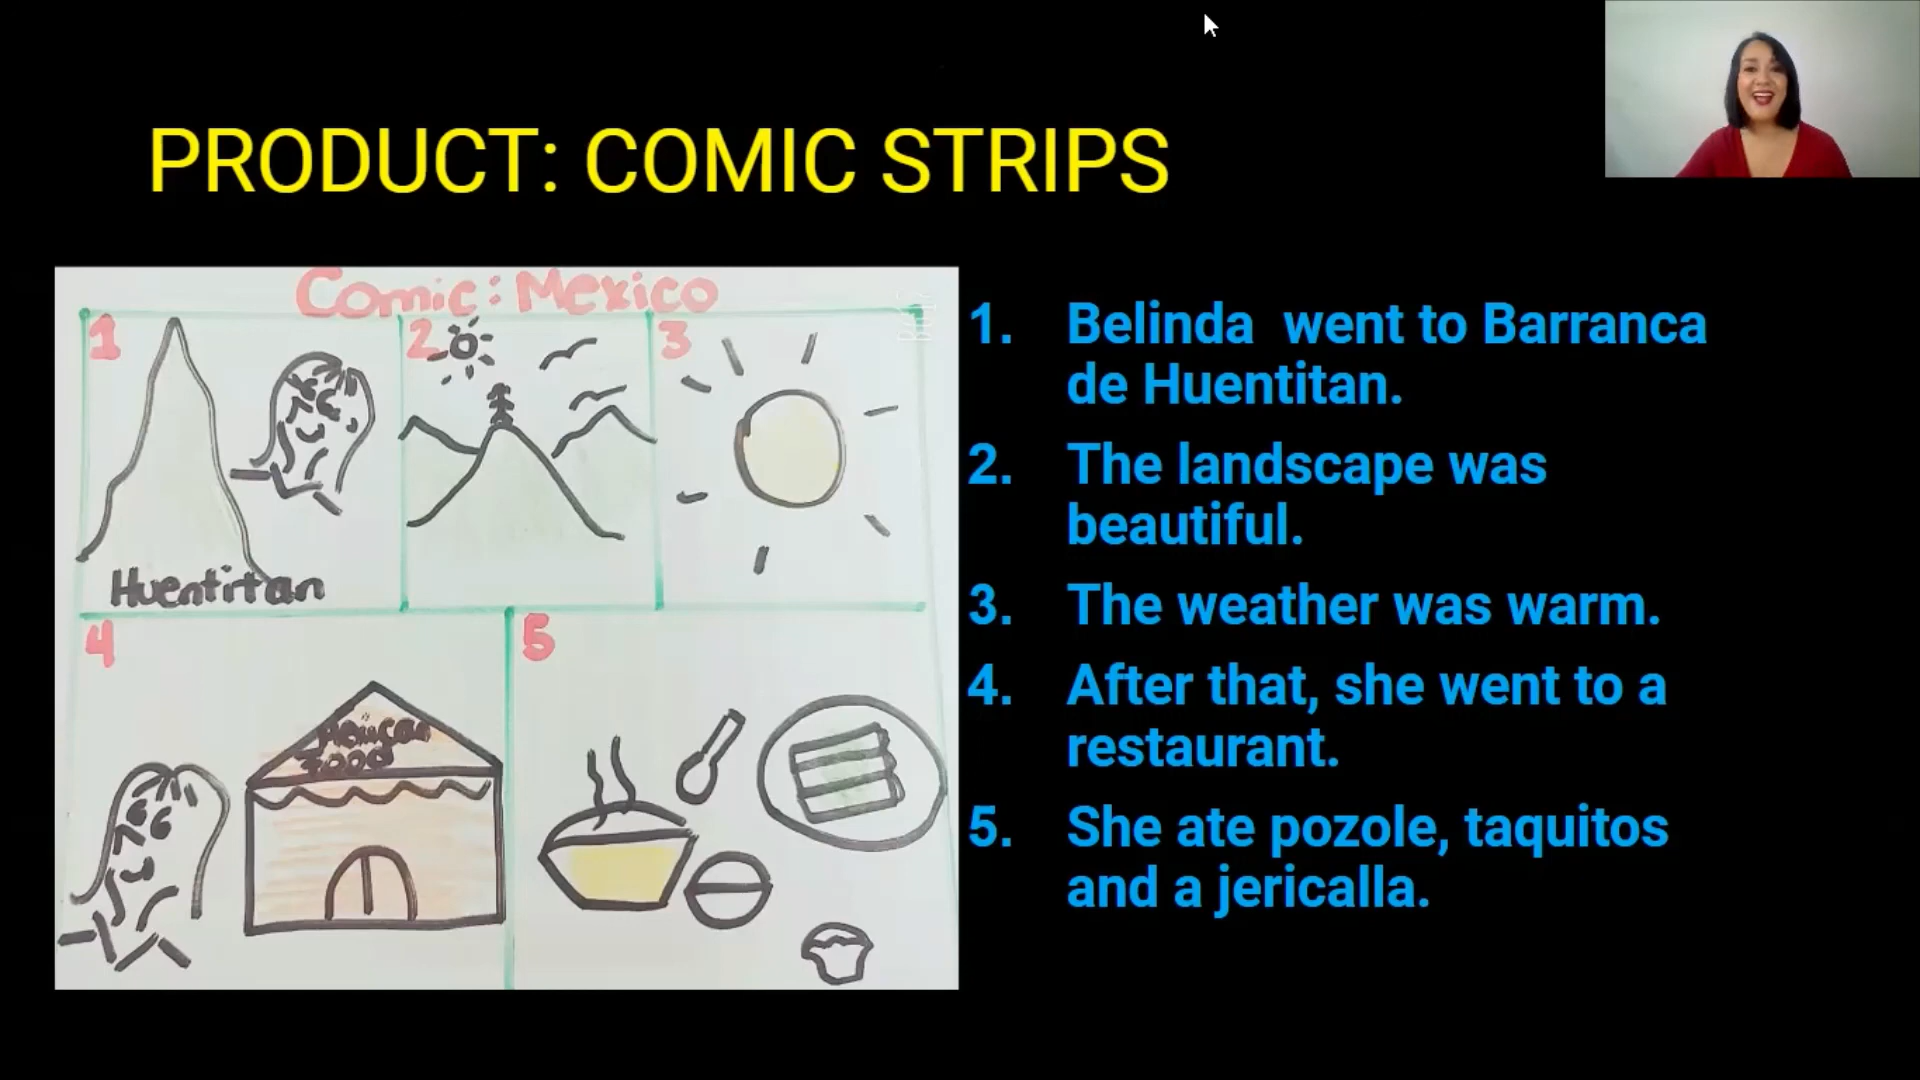 PRODUCT: COMIC STRIPS
Comic: Mexico
1
2
3
Huentitan
4
Mexican
Food
5
1. Belinda went to Barranca
de Huentitan.
2. The landscape was
beautiful.
3. The weather was warm.
4. After that, she went to a
restaurant.
5. She ate pozole, taquitos
and a jericalla.